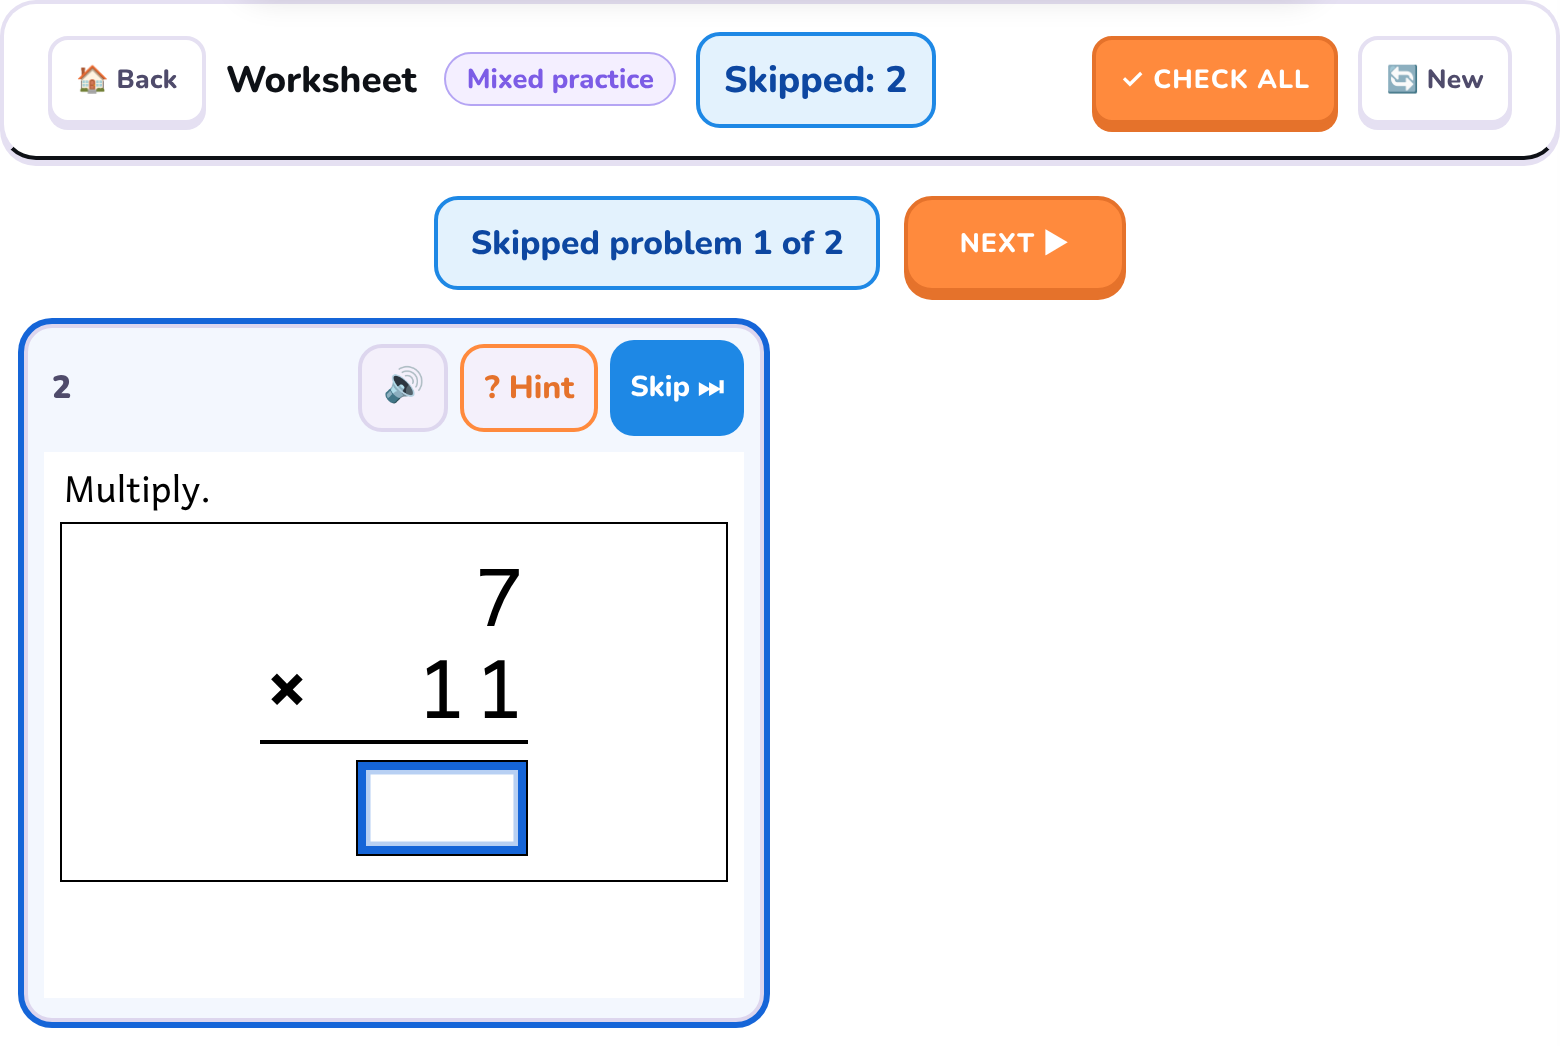 🏠 Back Worksheet Mixed practice Skipped: 2 ✓ CHECK ALL 🔄 New
Skipped problem 1 of 2 NEXT ▶
2 🔊 ? Hint Skip ⏭
Multiply.
7
× 11